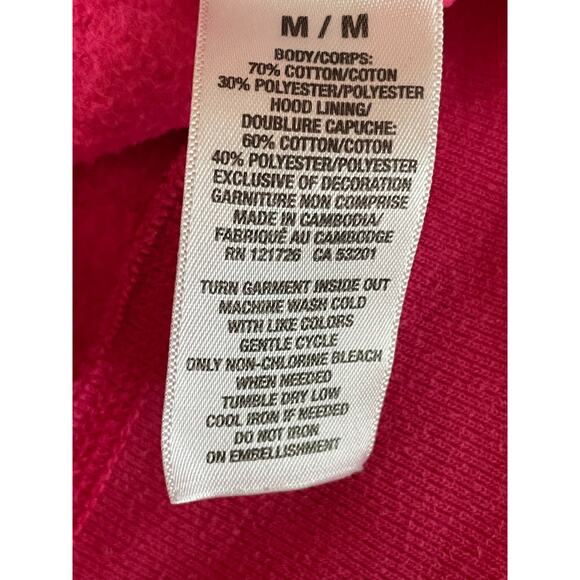 M / M
BODY/CORPS:
70% COTTON/COTON
30% POLYESTER/POLYESTER
HOOD LINING/
DOUBLURE CAPUCHE:
60% COTTON/COTON
40% POLYESTER/POLYESTER
EXCLUSIVE OF DECORATION
GARNITURE NON COMPRISE
MADE IN CAMBODIA/
FABRIQUÉ AU CAMBODGE
RN 121726 CA 53201
TURN GARMENT INSIDE OUT
MACHINE WASH COLD
WITH LIKE COLORS
GENTLE CYCLE
ONLY NON-CHLORINE BLEACH
WHEN NEEDED
TUMBLE DRY LOW
COOL IRON IF NEEDED
DO NOT IRON
ON EMBELLISHMENT